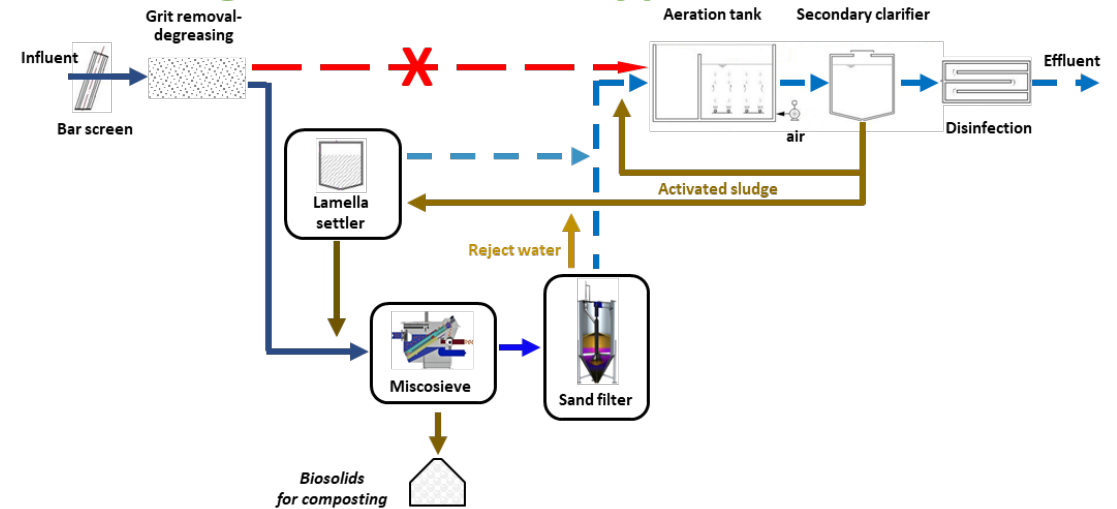 Grit removal-
degreasing
Influent
Bar screen
Aeration tank
Secondary clarifier
Effluent
air
Disinfection
Lamella
settler
Activated sludge
Reject water
Miscosieve
Sand filter
Biosolids
for composting